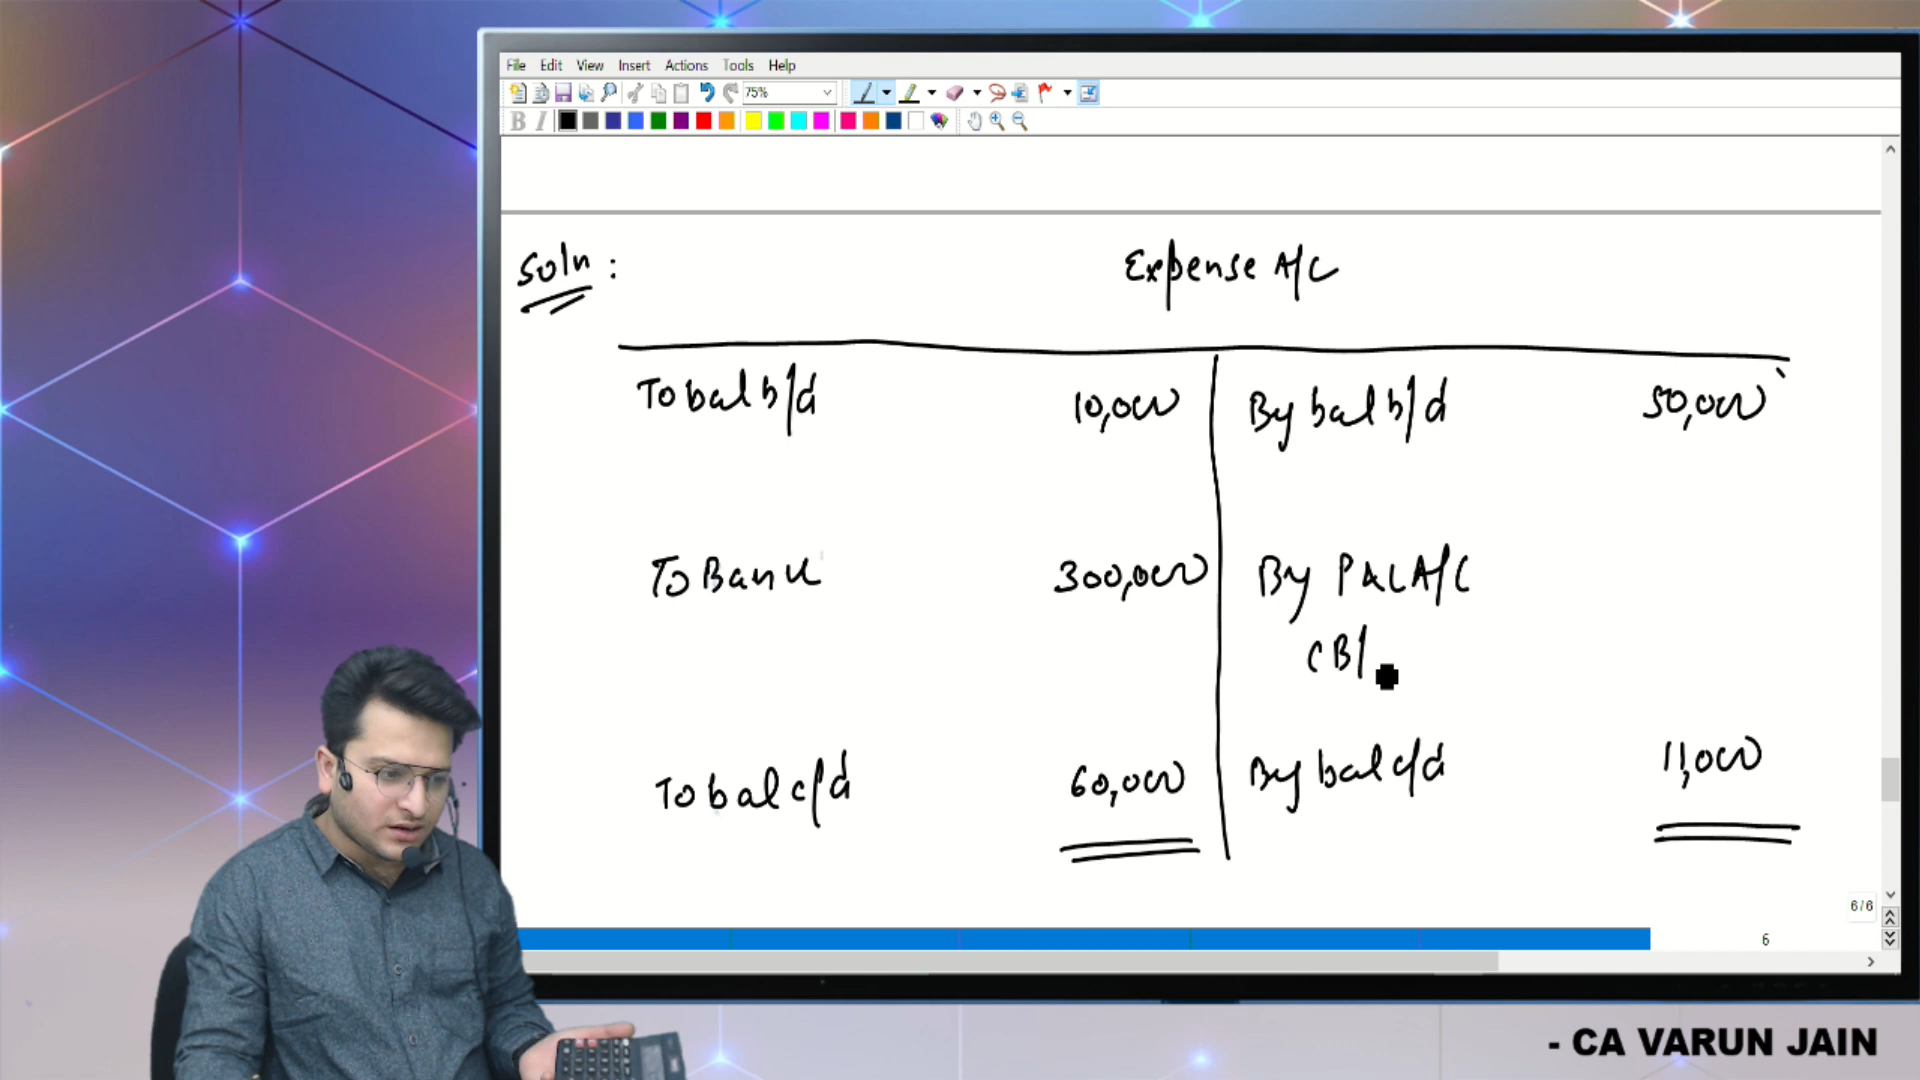 File Edit View Insert Actions Tools Help
75%
B I
Soln :
Expense A/C
To bal b/d 10,000 By bal b/d 50,000
To Bank 300,000 By P&L A/C
(B/
To bal c/d 60,000 By bal c/d 11,000
6/6
6
- CA VARUN JAIN